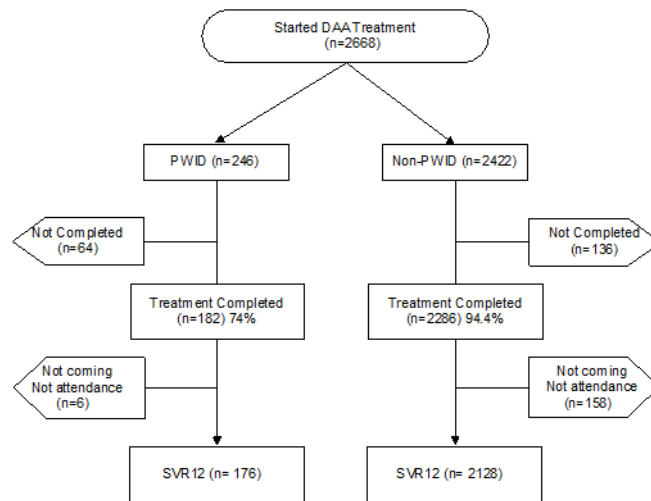 Started DAA Treatment
(n=2668)
PWID (n=246)
Non-PWID (n=2422)
Not Completed
(n=64)
Not Completed
(n=136)
Treatment Completed
(n=182) 74%
Treatment Completed
(n=2286) 94.4%
Not coming
Not attendance
(n=6)
Not coming
Not attendance
(n=158)
SVR12 (n= 176)
SVR12 (n= 2128)